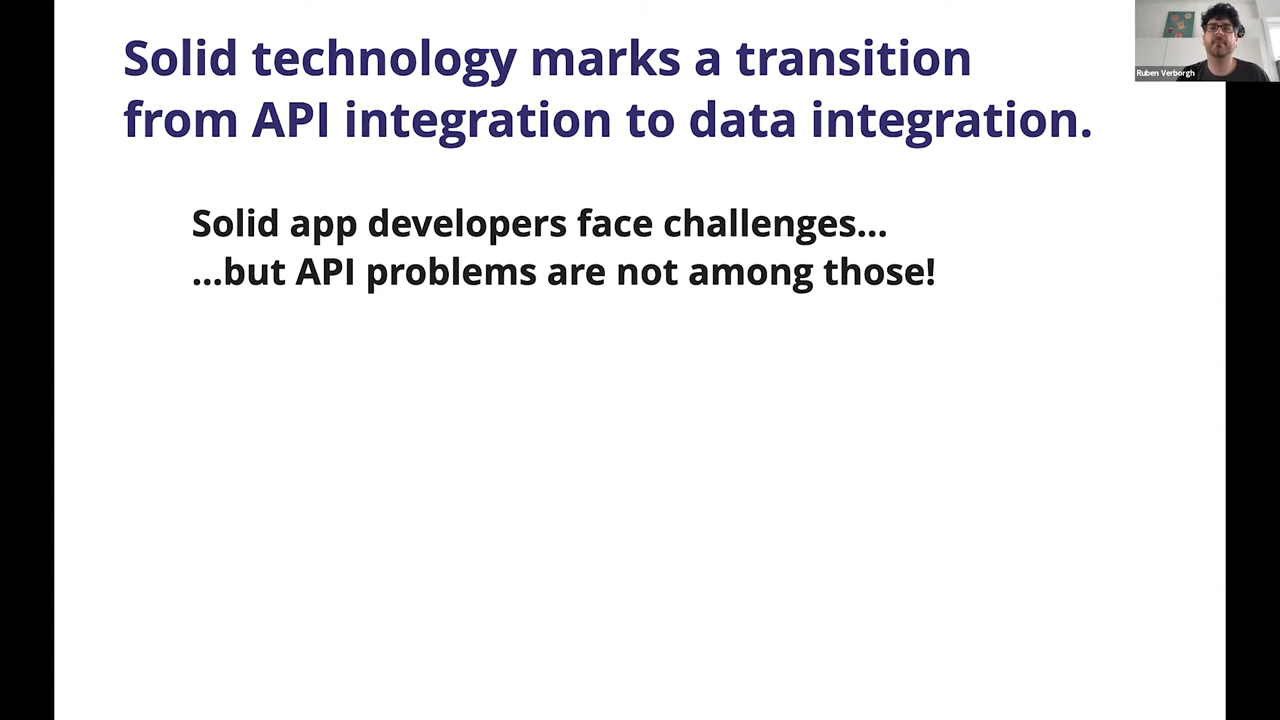 Solid technology marks a transition
from API integration to data integration.
Ruben Verborgh
Solid app developers face challenges...
...but API problems are not among those!